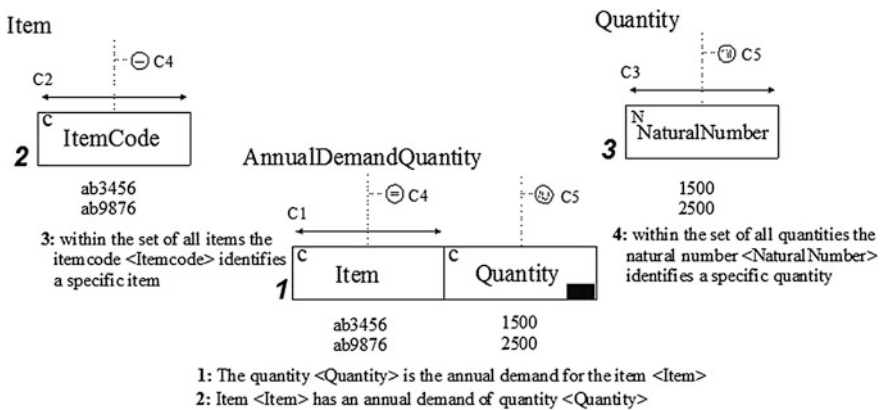 Item
C4
C2
C
ItemCode
2
ab3456
ab9876
3: within the set of all items the
itemcode <Itemcode> identifies
a specific item
AnnualDemandQuantity
C4
C5
C1
C
Item
C
Quantity
1
ab3456
1500
ab9876
2500
Quantity
C5
C3
N
NaturalNumber
3
1500
2500
4: within the set of all quantities the
natural number <NaturalNumber>
identifies a specific quantity
1: The quantity <Quantity> is the annual demand for the item <Item>
2: Item <Item> has an annual demand of quantity <Quantity>